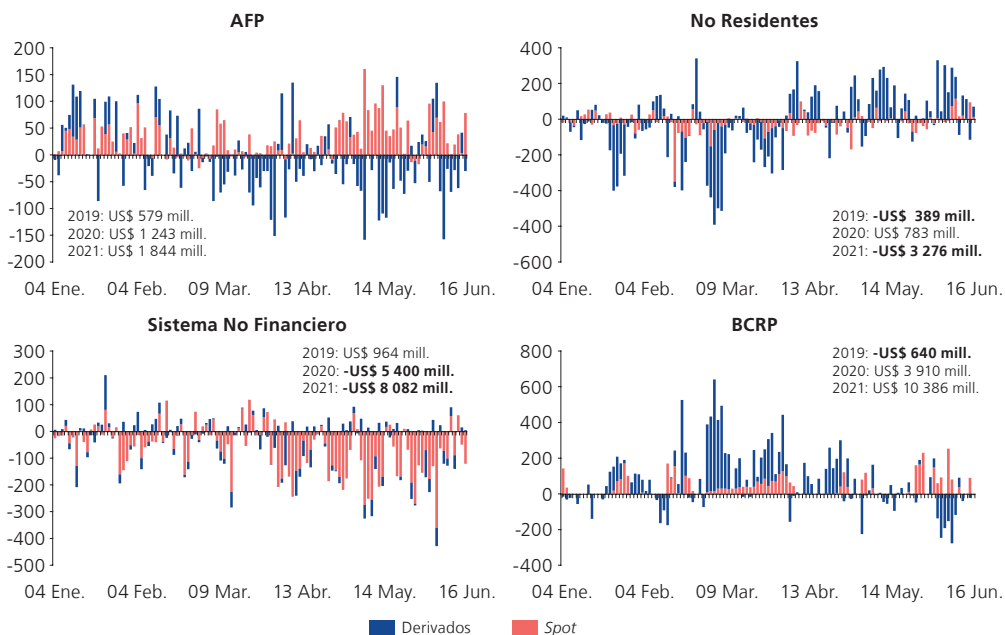 AFP
200
150
100
50
0
-50
-100
-150
-200
2019: US$ 579 mill.
2020: US$ 1 243 mill.
2021: US$ 1 844 mill.
04 Ene. 04 Feb. 09 Mar. 13 Abr. 14 May. 16 Jun.
No Residentes
400
200
0
-200
-400
-600
2019: -US$ 389 mill.
2020: US$ 783 mill.
2021: -US$ 3 276 mill.
04 Ene. 04 Feb. 09 Mar. 13 Abr. 14 May. 16 Jun.
Sistema No Financiero
300
200
100
0
-100
-200
-300
-400
-500
2019: US$ 964 mill.
2020: -US$ 5 400 mill.
2021: -US$ 8 082 mill.
04 Ene. 04 Feb. 09 Mar. 13 Abr. 14 May. 16 Jun.
BCRP
800
600
400
200
0
-200
-400
2019: -US$ 640 mill.
2020: US$ 3 910 mill.
2021: US$ 10 386 mill.
04 Ene. 04 Feb. 09 Mar. 13 Abr. 14 May. 16 Jun.
Derivados Spot